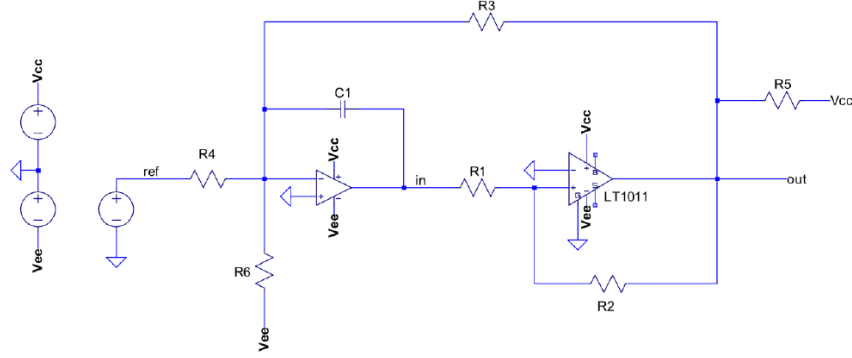 R3
Vcc
C1
R5
Vcc
R4
Vcc
Vcc
ref
in
R1
out
LT1011
Vee
Vee
Vee
R6
R2
Vee